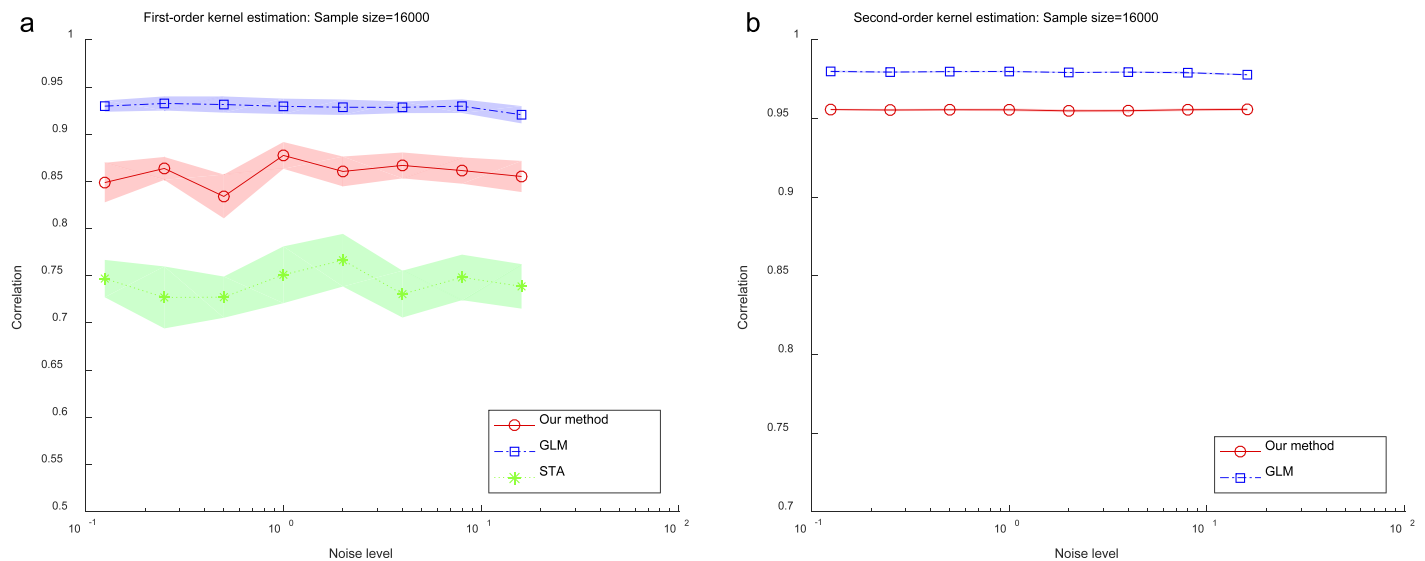 a
First-order kernel estimation: Sample size=16000
1
0.95
0.9
0.85
0.8
0.75
0.7
0.65
0.6
0.55
0.5
Correlation
10^-1
10^0
10^1
10^2
Noise level
Our method
GLM
STA
b
Second-order kernel estimation: Sample size=16000
1
0.95
0.9
0.85
0.8
0.75
0.7
Correlation
10^-1
10^0
10^1
10^2
Noise level
Our method
GLM